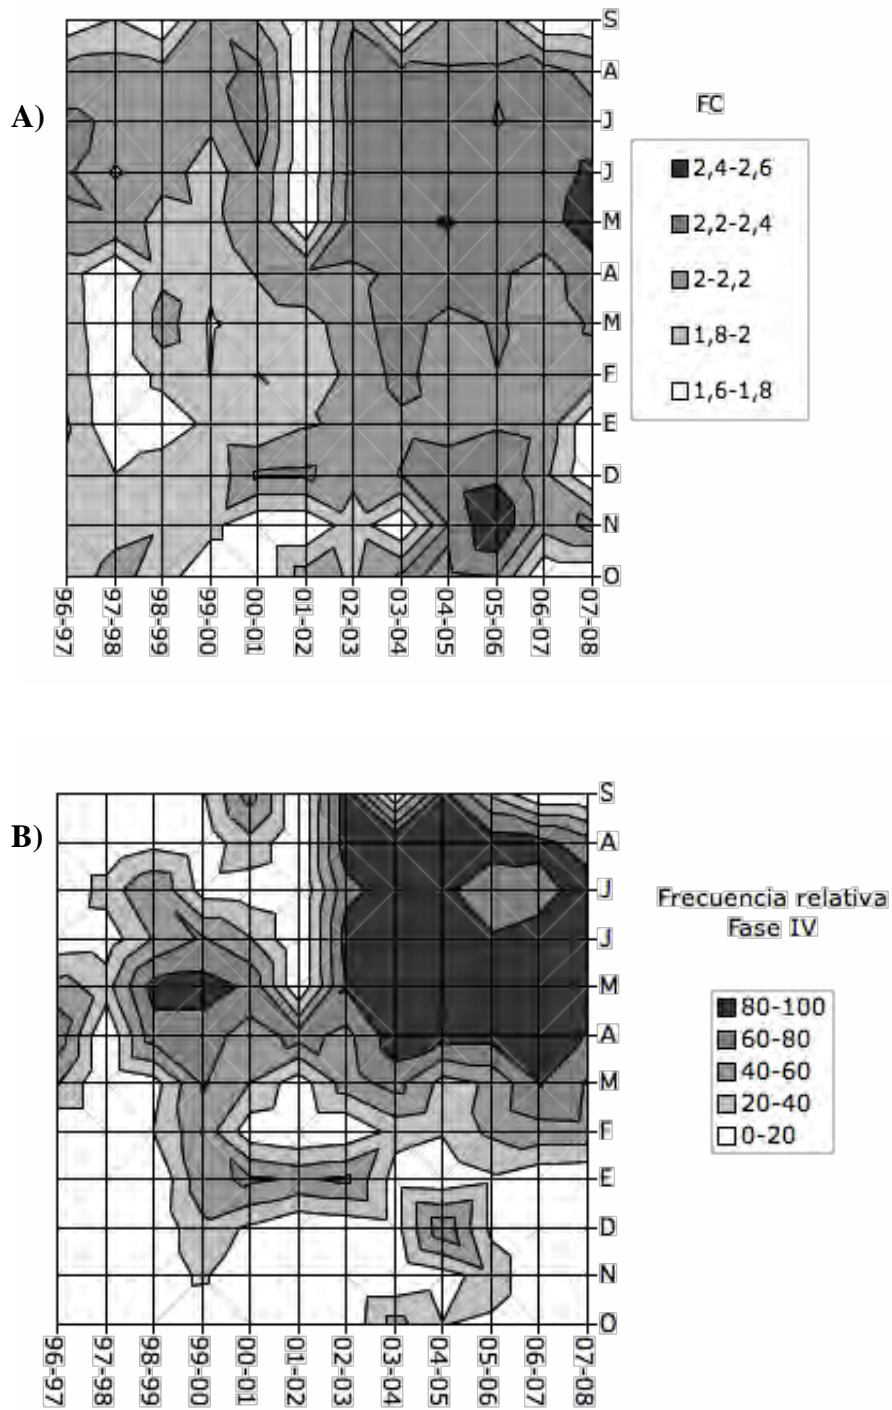 A)
S
A
J
J
M
A
M
F
E
D
N
O
96-97
97-98
98-99
99-00
00-01
01-02
02-03
03-04
04-05
05-06
06-07
07-08
FC
2,4-2,6
2,2-2,4
2-2,2
1,8-2
1,6-1,8
B)
S
A
J
J
M
A
M
F
E
D
N
O
96-97
97-98
98-99
99-00
00-01
01-02
02-03
03-04
04-05
05-06
06-07
07-08
Frecuencia relativa
Fase IV
80-100
60-80
40-60
20-40
0-20